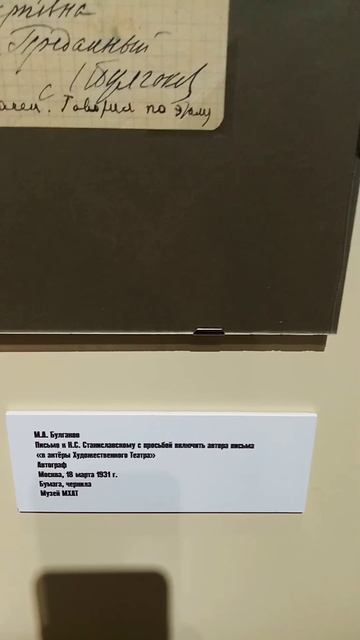 Преданный
Булгаков
Говорил по этому
М.А. Булгаков
Письмо к К.С. Станиславскому с просьбой включить автора письма
«в актёры Художественного Театра»
Автограф
Москва, 18 марта 1931 г.
Бумага, чернила
Музей МХАТ